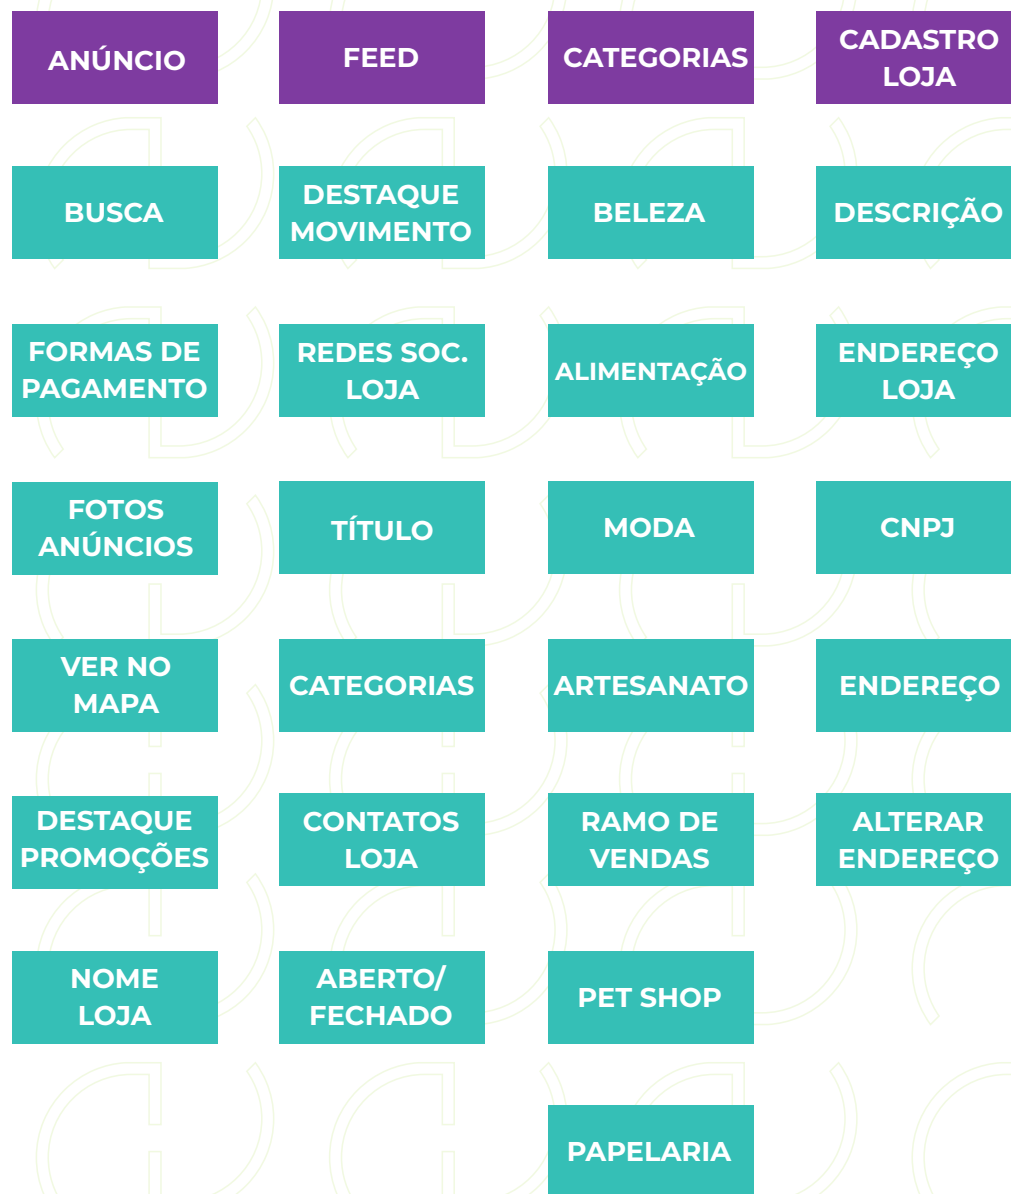 ANÚNCIO
FEED
CATEGORIAS
CADASTRO
LOJA
BUSCA
DESTAQUE
MOVIMENTO
BELEZA
DESCRIÇÃO
FORMAS DE
PAGAMENTO
REDES SOC.
LOJA
ALIMENTAÇÃO
ENDEREÇO
LOJA
FOTOS
ANÚNCIOS
TÍTULO
MODA
CNPJ
VER NO
MAPA
CATEGORIAS
ARTESANATO
ENDEREÇO
DESTAQUE
PROMOÇÕES
CONTATOS
LOJA
RAMO DE
VENDAS
ALTERAR
ENDEREÇO
NOME
LOJA
ABERTO/
FECHADO
PET SHOP
PAPELARIA